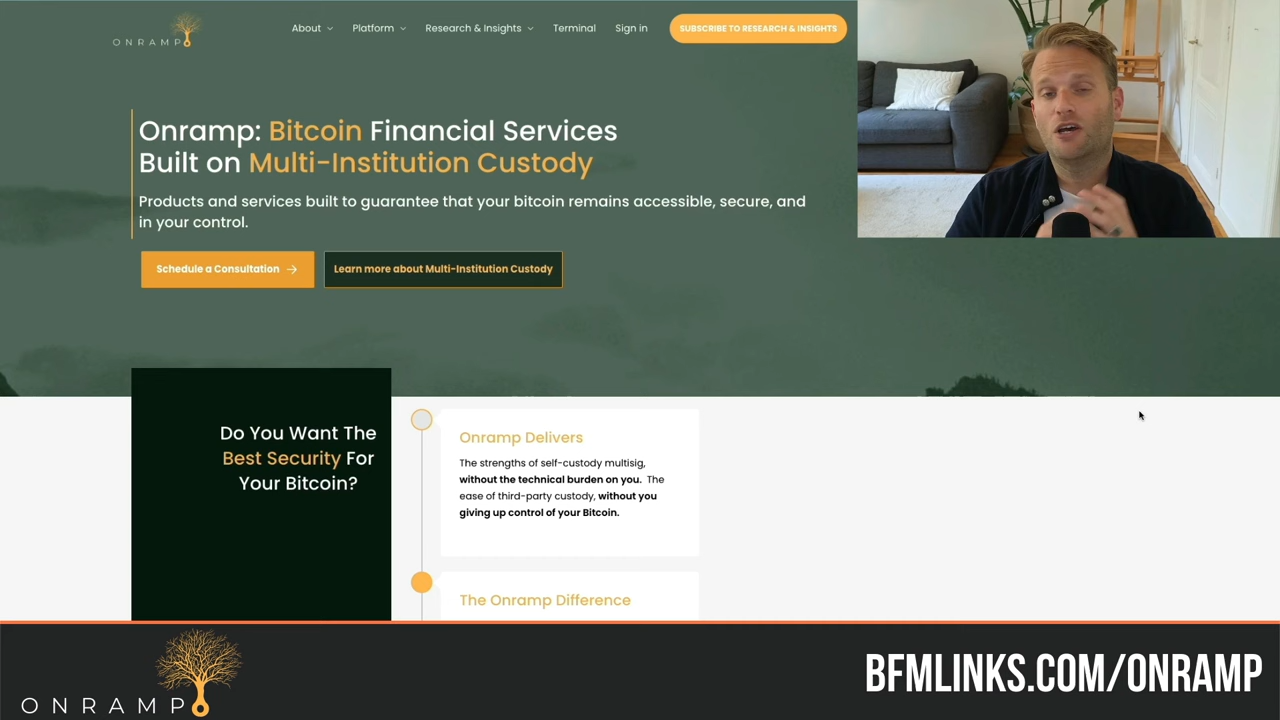 ONRAMP
About
Platform
Research & Insights
Terminal
Sign in
SUBSCRIBE TO RESEARCH & INSIGHTS
Onramp: Bitcoin Financial Services
Built on Multi-Institution Custody
Products and services built to guarantee that your bitcoin remains accessible, secure, and
in your control.
Schedule a Consultation
Learn more about Multi-Institution Custody
Do You Want The
Best Security For
Your Bitcoin?
Onramp Delivers
The strengths of self-custody multisig,
without the technical burden on you. The
ease of third-party custody, without you
giving up control of your Bitcoin.
The Onramp Difference
ONRAMP
BFMLINKS.COM/ONRAMP